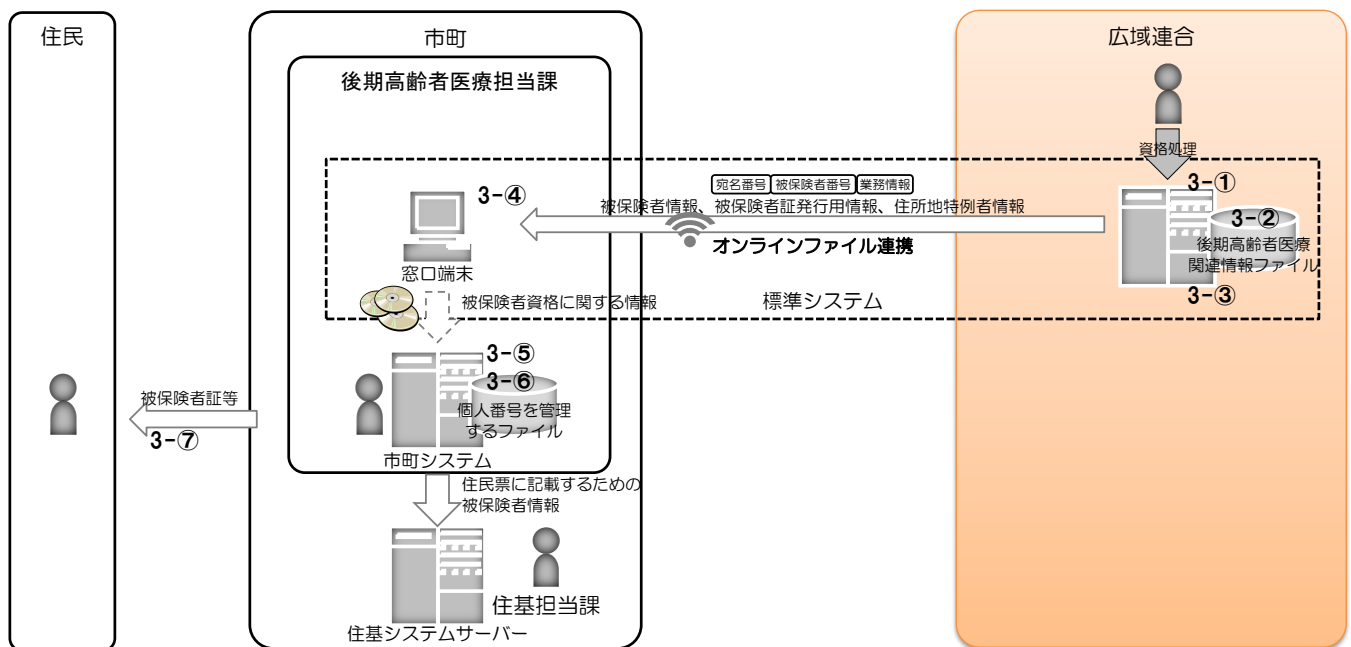 住民
市町
広域連合
後期高齢者医療担当課
資格処理
宛名番号 被保険者番号 業務情報
被保険者情報、被保険者証発行用情報、住所地特例者情報
オンラインファイル連携
3-①
3-②
後期高齢者医療
関連情報ファイル
3-③
3-④
窓口端末
被保険者資格に関する情報
標準システム
3-⑤
3-⑥
個人番号を管理
するファイル
市町システム
被保険者証等
3-⑦
住民票に記載するための
被保険者情報
住基担当課
住基システムサーバー